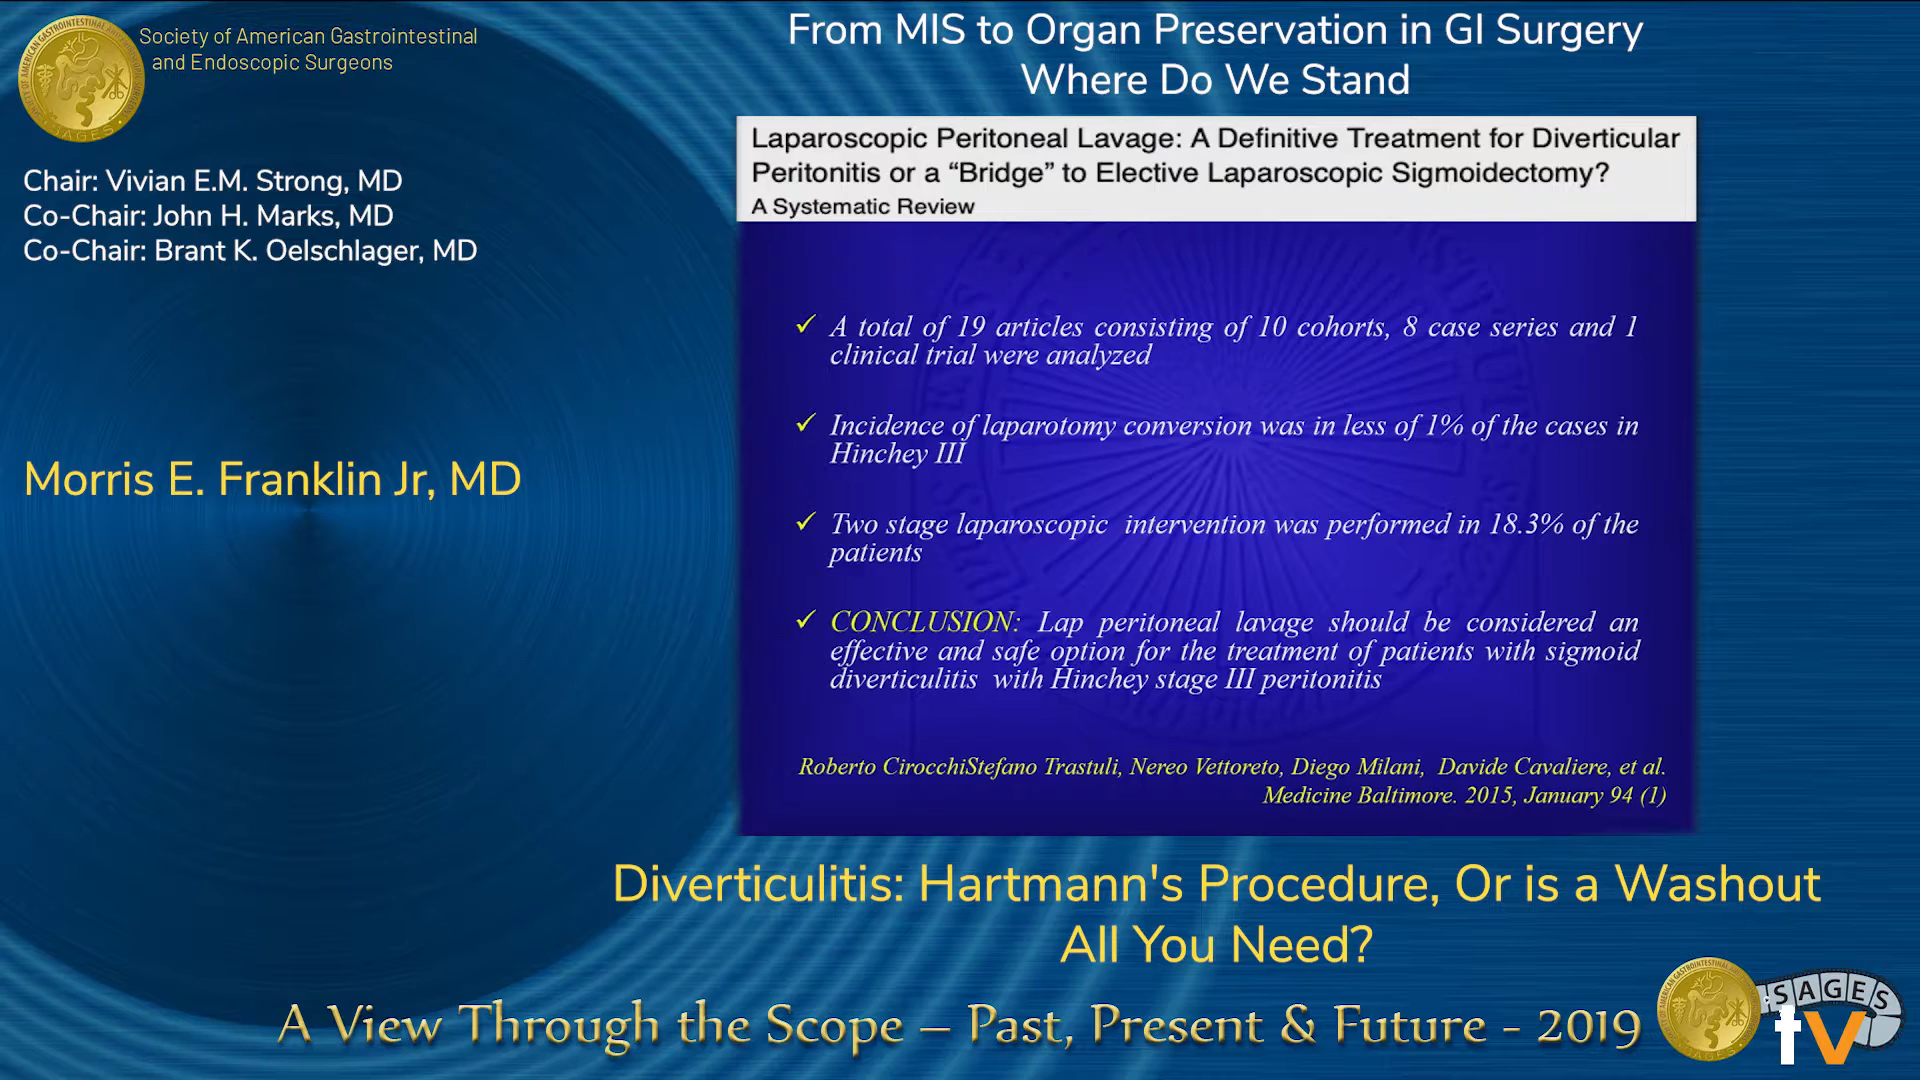 Society of American Gastrointestinal
and Endoscopic Surgeons
Chair: Vivian E.M. Strong, MD
Co-Chair: John H. Marks, MD
Co-Chair: Brant K. Oelschlager, MD
Morris E. Franklin Jr, MD
From MIS to Organ Preservation in GI Surgery
Where Do We Stand
Laparoscopic Peritoneal Lavage: A Definitive Treatment for Diverticular
Peritonitis or a “Bridge” to Elective Laparoscopic Sigmoidectomy?
A Systematic Review
✓ A total of 19 articles consisting of 10 cohorts, 8 case series and 1
clinical trial were analyzed
✓ Incidence of laparotomy conversion was in less of 1% of the cases in
Hinchey III
✓ Two stage laparoscopic intervention was performed in 18.3% of the
patients
✓ CONCLUSION: Lap peritoneal lavage should be considered an
effective and safe option for the treatment of patients with sigmoid
diverticulitis with Hinchey stage III peritonitis
Roberto CirocchiStefano Trastuli, Nereo Vettoreto, Diego Milani, Davide Cavaliere, et al.
Medicine Baltimore. 2015, January 94 (1)
Diverticulitis: Hartmann's Procedure, Or is a Washout
All You Need?
A View Through the Scope – Past, Present & Future - 2019
SAGES
tv